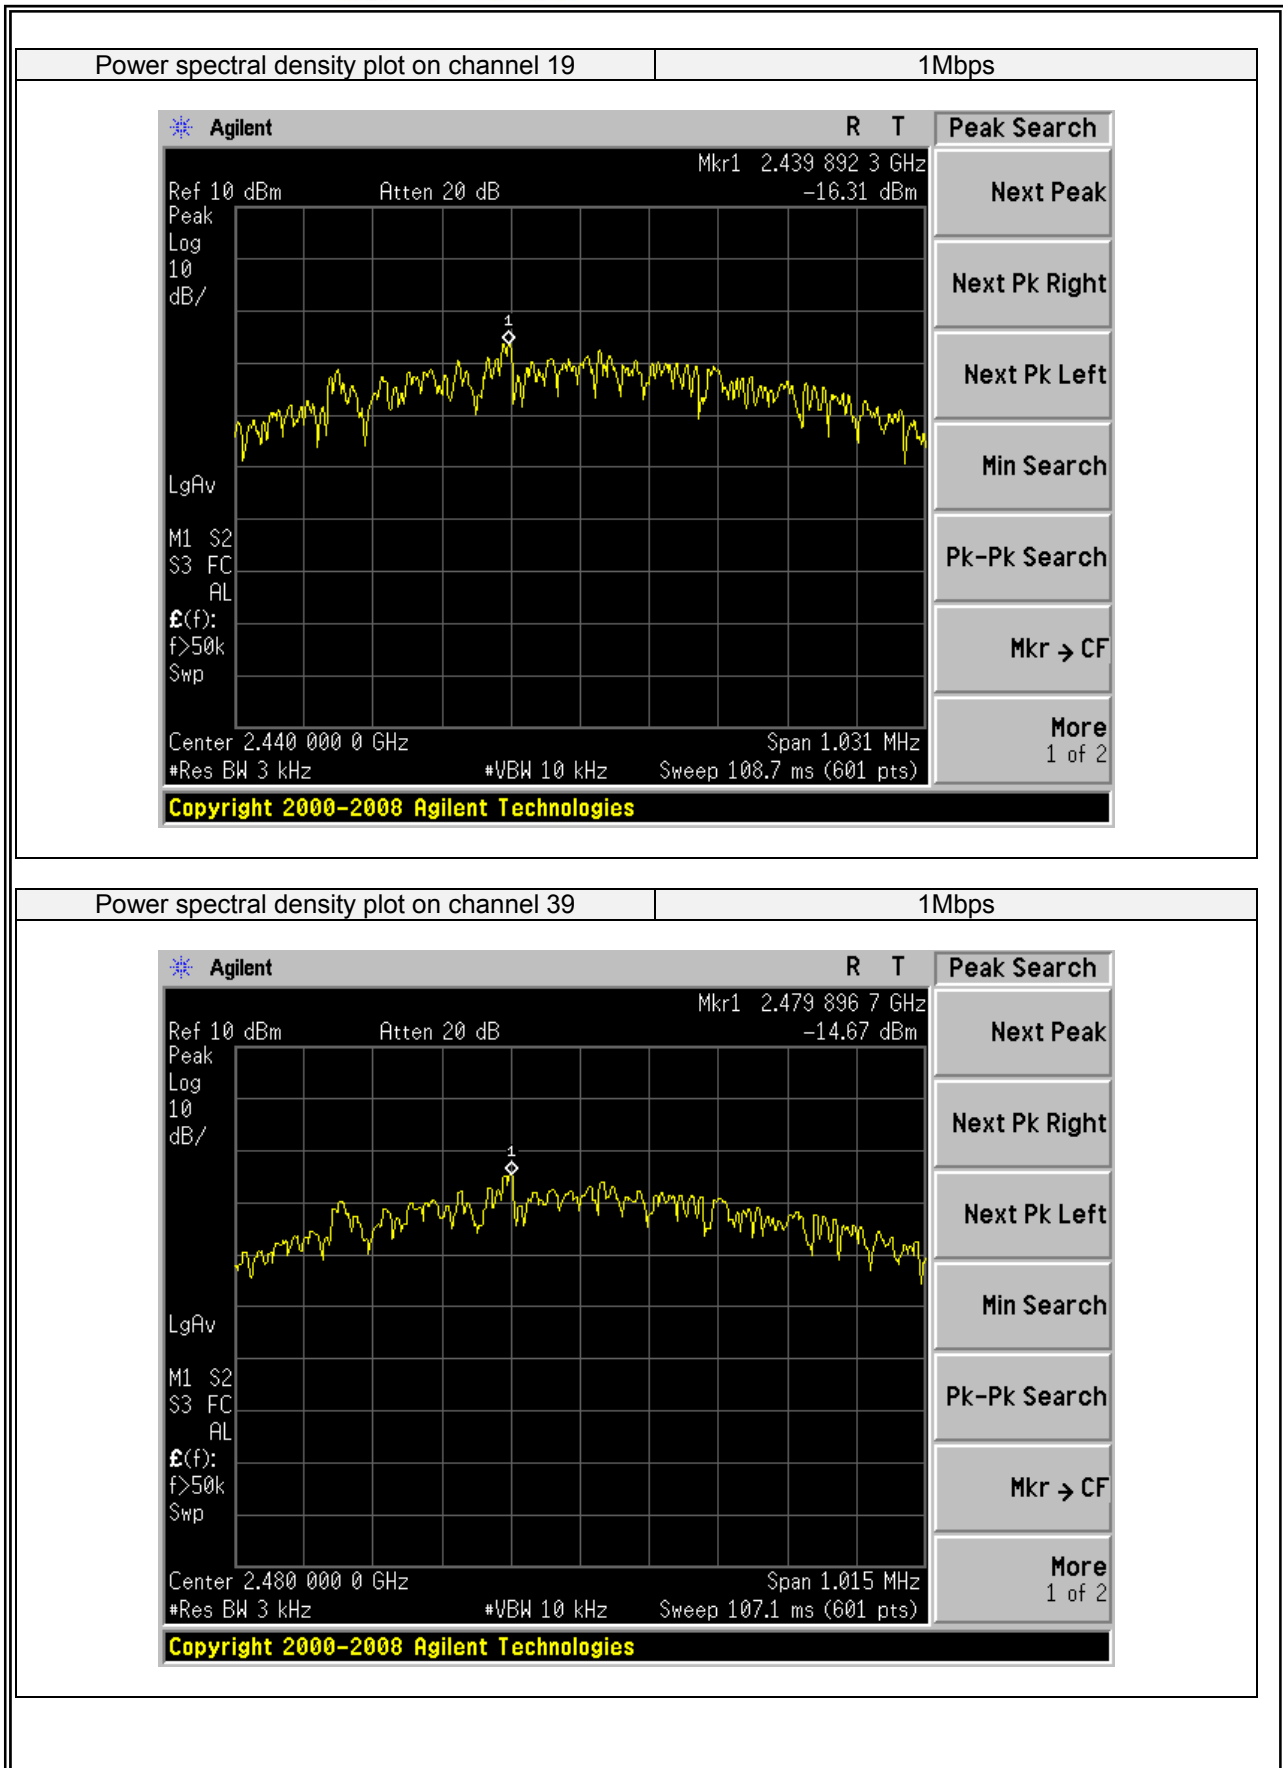 Power spectral density plot on channel 19 1Mbps
Agilent R T Peak Search
Mkr1 2.439 892 3 GHz
Ref 10 dBm Atten 20 dB -16.31 dBm
Next Peak
Peak
Log
10
dB/
Next Pk Right
1
Next Pk Left
Min Search
LgAv
M1 S2
S3 FC
AL
Pk-Pk Search
£(f):
f>50k
Swp
Mkr → CF
Center 2.440 000 0 GHz Span 1.031 MHz
#Res BW 3 kHz #VBW 10 kHz Sweep 108.7 ms (601 pts)
More
1 of 2
Copyright 2000-2008 Agilent Technologies
Power spectral density plot on channel 39 1Mbps
Agilent R T Peak Search
Mkr1 2.479 896 7 GHz
Ref 10 dBm Atten 20 dB -14.67 dBm
Next Peak
Peak
Log
10
dB/
Next Pk Right
1
Next Pk Left
Min Search
LgAv
M1 S2
S3 FC
AL
Pk-Pk Search
£(f):
f>50k
Swp
Mkr → CF
Center 2.480 000 0 GHz Span 1.015 MHz
#Res BW 3 kHz #VBW 10 kHz Sweep 107.1 ms (601 pts)
More
1 of 2
Copyright 2000-2008 Agilent Technologies